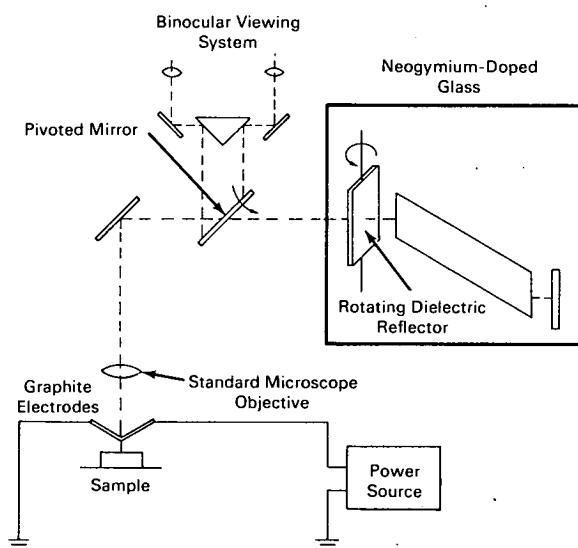 Binocular Viewing
System
Neogymium-Doped
Glass
Pivoted Mirror
Rotating Dielectric
Reflector
Graphite
Electrodes
Standard Microscope
Objective
Sample
Power
Source